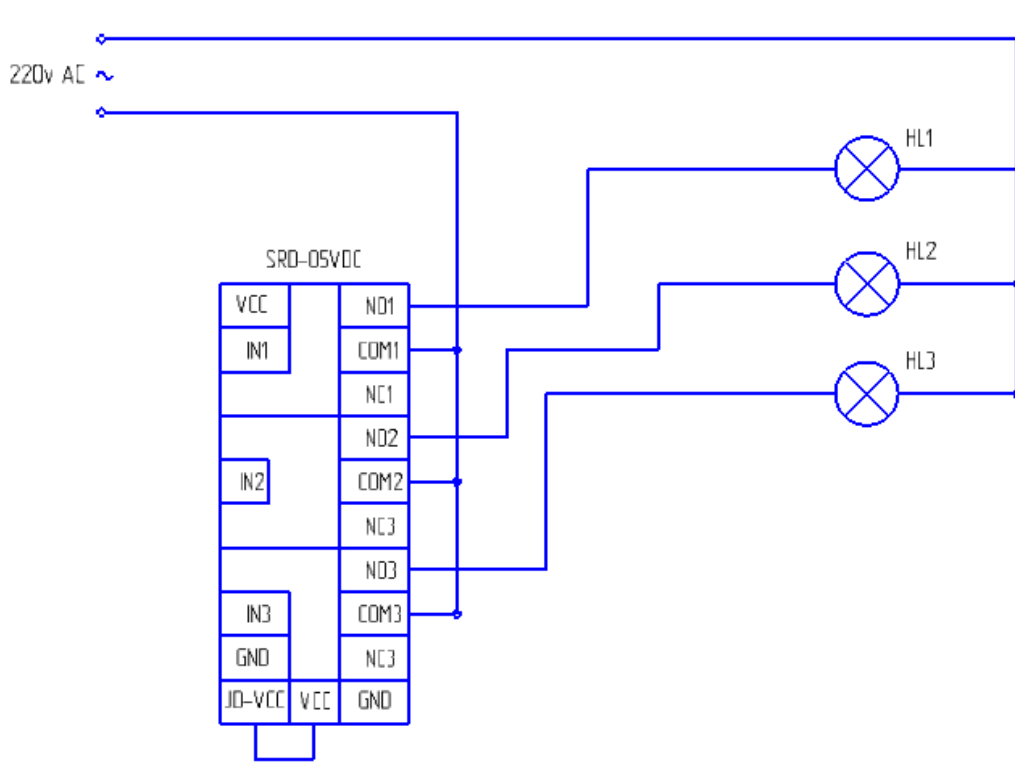 220v AC ~
HL1
HL2
SRD-05VDC
VCC
NO1
IN1
COM1
NC1
HL3
NO2
IN2
COM2
NC3
NO3
IN3
COM3
GND
NC3
JD-VCC
VCC
GND